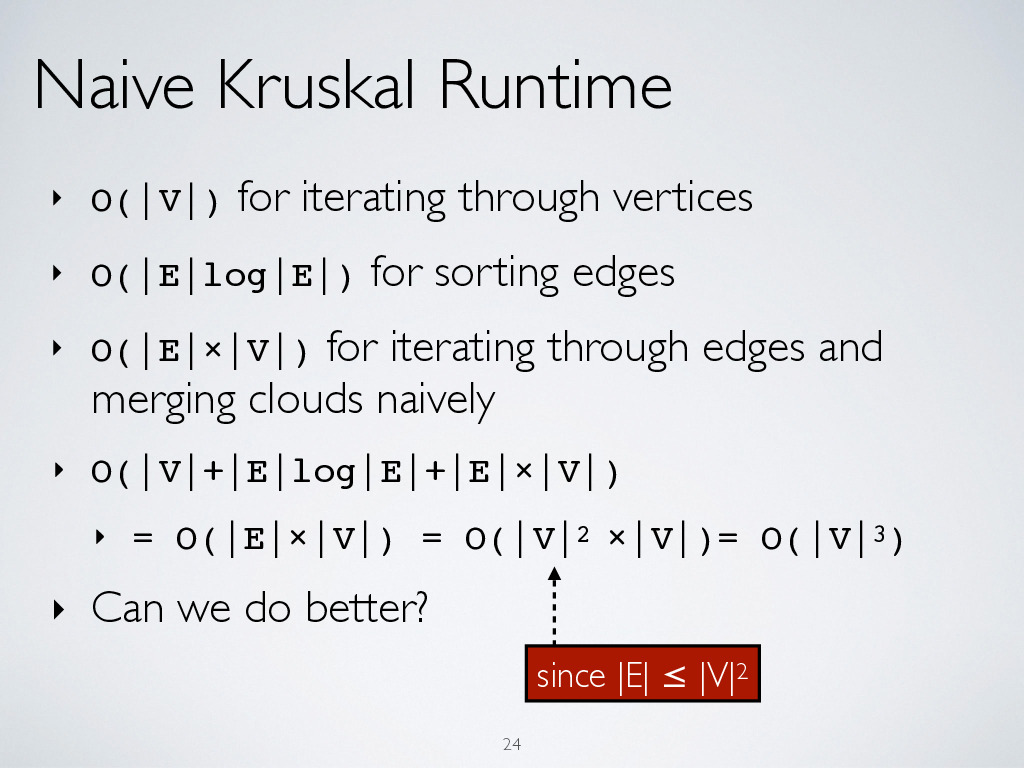 Naive Kruskal Runtime
‣ O(|V|) for iterating through vertices
‣ O(|E|log|E|) for sorting edges
‣ O(|E|×|V|) for iterating through edges and
merging clouds naively
‣ O(|V|+|E|log|E|+|E|×|V|)
‣ = O(|E|×|V|) = O(|V|² ×|V|)= O(|V|³)
‣ Can we do better?
since |E| ≤ |V|²
24